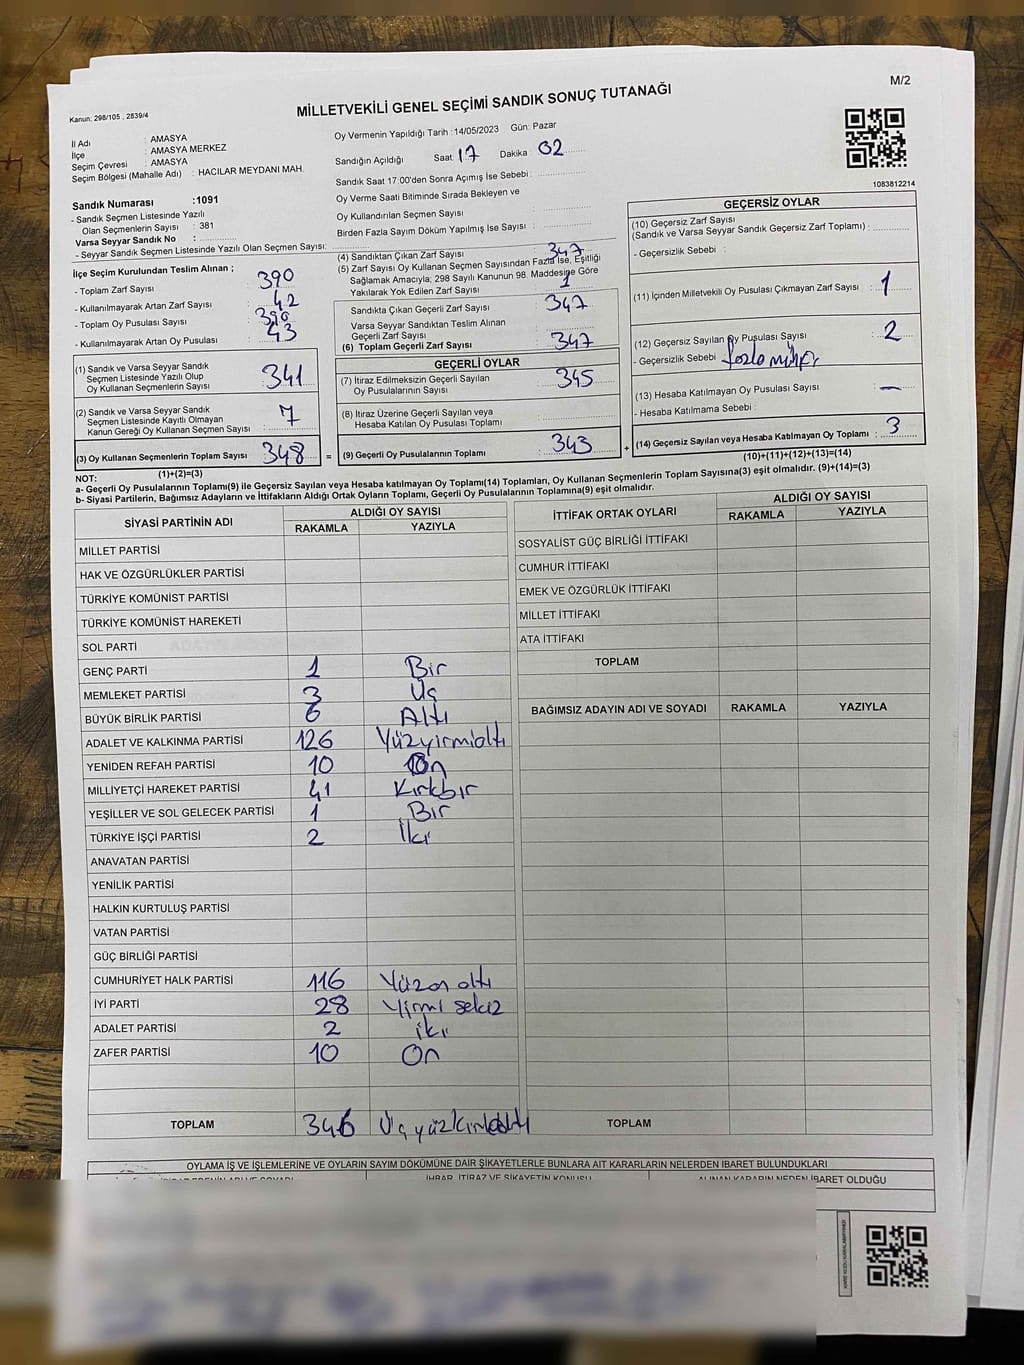 M/2
Kanun: 298/105 , 2839/4
MİLLETVEKİLİ GENEL SEÇİMİ SANDIK SONUÇ TUTANAĞI
İl Adı : AMASYA
İlçe : AMASYA MERKEZ
Seçim Çevresi : AMASYA
Seçim Bölgesi (Mahalle Adı) : HACILAR MEYDANI MAH.
Sandık Numarası :1091
- Sandık Seçmen Listesinde Yazılı
Olan Seçmenlerin Sayısı : 381
Varsa Seyyar Sandık No :
- Seyyar Sandık Seçmen Listesinde Yazılı Olan Seçmen Sayısı:
Oy Vermenin Yapıldığı Tarih :14/05/2023 Gün: Pazar
Sandığın Açıldığı Saat 17 Dakika 02
Sandık Saat 17:00'den Sonra Açımış İse Sebebi :
Oy Verme Saati Bitiminde Sırada Bekleyen ve
Oy Kullandırılan Seçmen Sayısı :
Birden Fazla Sayım Döküm Yapılmış İse Sayısı :
1083812214
İlçe Seçim Kurulundan Teslim Alınan ;
- Toplam Zarf Sayısı : 390
- Kullanılmayarak Artan Zarf Sayısı : 42
- Toplam Oy Pusulası Sayısı : 390
- Kullanılmayarak Artan Oy Pusulası : 43
(1) Sandık ve Varsa Seyyar Sandık
Seçmen Listesinde Yazılı Olup
Oy Kullanan Seçmenlerin Sayısı : 341
(2) Sandık ve Varsa Seyyar Sandık
Seçmen Listesinde Kayıtlı Olmayan
Kanun Gereği Oy Kullanan Seçmen Sayısı : 7
(3) Oy Kullanan Seçmenlerin Toplam Sayısı : 348
(1)+(2)=(3)
(4) Sandıktan Çıkan Zarf Sayısı : 347
(5) Zarf Sayısı Oy Kullanan Seçmen Sayısından Fazla İse, Eşitliği
Sağlamak Amacıyla; 298 Sayılı Kanunun 98. Maddesine Göre
Yakılarak Yok Edilen Zarf Sayısı : 1
Sandıkta Çıkan Geçerli Zarf Sayısı : 347
Varsa Seyyar Sandıktan Teslim Alınan
Geçerli Zarf Sayısı
(6) Toplam Geçerli Zarf Sayısı : 347
GEÇERLİ OYLAR
(7) İtiraz Edilmeksizin Geçerli Sayılan
Oy Pusulalarının Sayısı : 345
(8) İtiraz Üzerine Geçerli Sayılan veya
Hesaba Katılan Oy Pusulası Toplamı :
= (9) Geçerli Oy Pusulalarının Toplamı : 343 +
GEÇERSİZ OYLAR
(10) Geçersiz Zarf Sayısı
(Sandık ve Varsa Seyyar Sandık Geçersiz Zarf Toplamı) :
- Geçersizlik Sebebi :
(11) İçinden Milletvekili Oy Pusulası Çıkmayan Zarf Sayısı : 1
(12) Geçersiz Sayılan Oy Pusulası Sayısı : 2
- Geçersizlik Sebebi :
(13) Hesaba Katılmayan Oy Pusulası Sayısı : —
- Hesaba Katılmama Sebebi :
(14) Geçersiz Sayılan veya Hesaba Katılmayan Oy Toplamı : 3
(10)+(11)+(12)+(13)=(14)
NOT:
a- Geçerli Oy Pusulalarının Toplamı(9) ile Geçersiz Sayılan veya Hesaba katılmayan Oy Toplamı(14) Toplamları, Oy Kullanan Seçmenlerin Toplam Sayısına(3) eşit olmalıdır. (9)+(14)=(3)
b- Siyasi Partilerin, Bağımsız Adayların ve İttifakların Aldığı Ortak Oyların Toplamı, Geçerli Oy Pusulalarının Toplamına(9) eşit olmalıdır.
SİYASİ PARTİNİN ADI ALDIĞI OY SAYISI
RAKAMLA YAZIYLA
MİLLET PARTİSİ
HAK VE ÖZGÜRLÜKLER PARTİSİ
TÜRKİYE KOMÜNİST PARTİSİ
TÜRKİYE KOMÜNİST HAREKETİ
SOL PARTİ
GENÇ PARTİ 1 Bir
MEMLEKET PARTİSİ 3 Üç
BÜYÜK BİRLİK PARTİSİ 6 Altı
ADALET VE KALKINMA PARTİSİ 126 Yüzyirmialtı
YENİDEN REFAH PARTİSİ 10 On
MİLLİYETÇİ HAREKET PARTİSİ 41 Kırkbir
YEŞİLLER VE SOL GELECEK PARTİSİ 1 Bir
TÜRKİYE İŞÇİ PARTİSİ 2 İki
ANAVATAN PARTİSİ
YENİLİK PARTİSİ
HALKIN KURTULUŞ PARTİSİ
VATAN PARTİSİ
GÜÇ BİRLİĞİ PARTİSİ
CUMHURİYET HALK PARTİSİ 116 Yüzon altı
İYİ PARTİ 28 Yirmi sekiz
ADALET PARTİSİ 2 iki
ZAFER PARTİSİ 10 On
TOPLAM 346 Üçyüzkırkaltı
İTTİFAK ORTAK OYLARI ALDIĞI OY SAYISI
RAKAMLA YAZIYLA
SOSYALİST GÜÇ BİRLİĞİ İTTİFAKI
CUMHUR İTTİFAKI
EMEK VE ÖZGÜRLÜK İTTİFAKI
MİLLET İTTİFAKI
ATA İTTİFAKI
TOPLAM
BAĞIMSIZ ADAYIN ADI VE SOYADI RAKAMLA YAZIYLA
TOPLAM
OYLAMA İŞ VE İŞLEMLERİNE VE OYLARIN SAYIM DÖKÜMÜNE DAİR ŞİKAYETLERLE BUNLARA AİT KARARLARIN NELERDEN İBARET BULUNDUKLARI
İHBAR, İTİRAZ VE ŞİKAYETİN KONUSU
ALINAN KARARIN NEDEN İBARET OLDUĞU